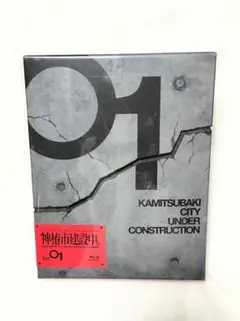 01
KAMITSUBAKI
CITY
UNDER
CONSTRUCTION
神椿市建設中。
01